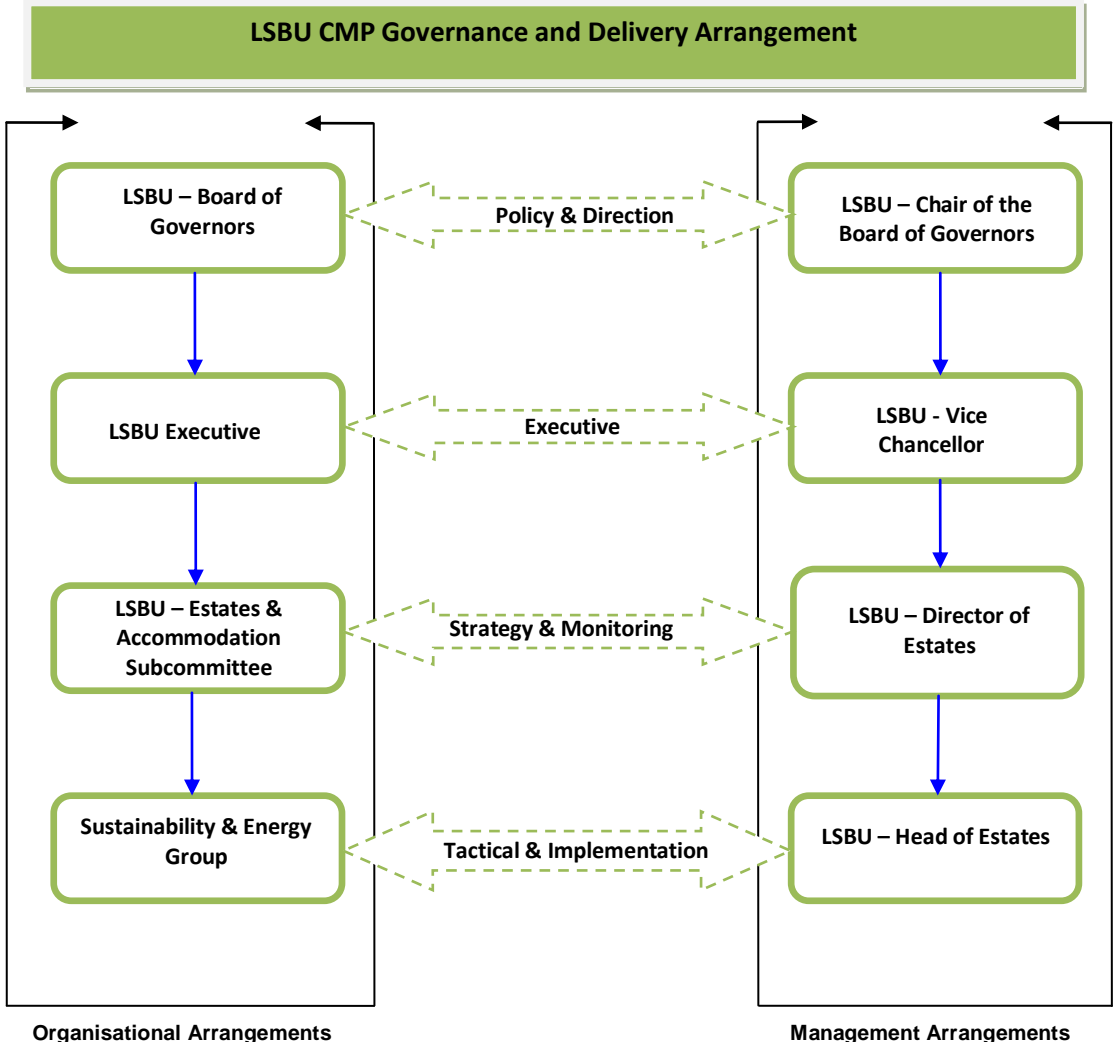 LSBU CMP Governance and Delivery Arrangement
LSBU – Board of
Governors
Policy & Direction
LSBU – Chair of the
Board of Governors
LSBU Executive
Executive
LSBU - Vice
Chancellor
LSBU – Estates &
Accommodation
Subcommittee
Strategy & Monitoring
LSBU – Director of
Estates
Sustainability & Energy
Group
Tactical & Implementation
LSBU – Head of Estates
Organisational Arrangements
Management Arrangements